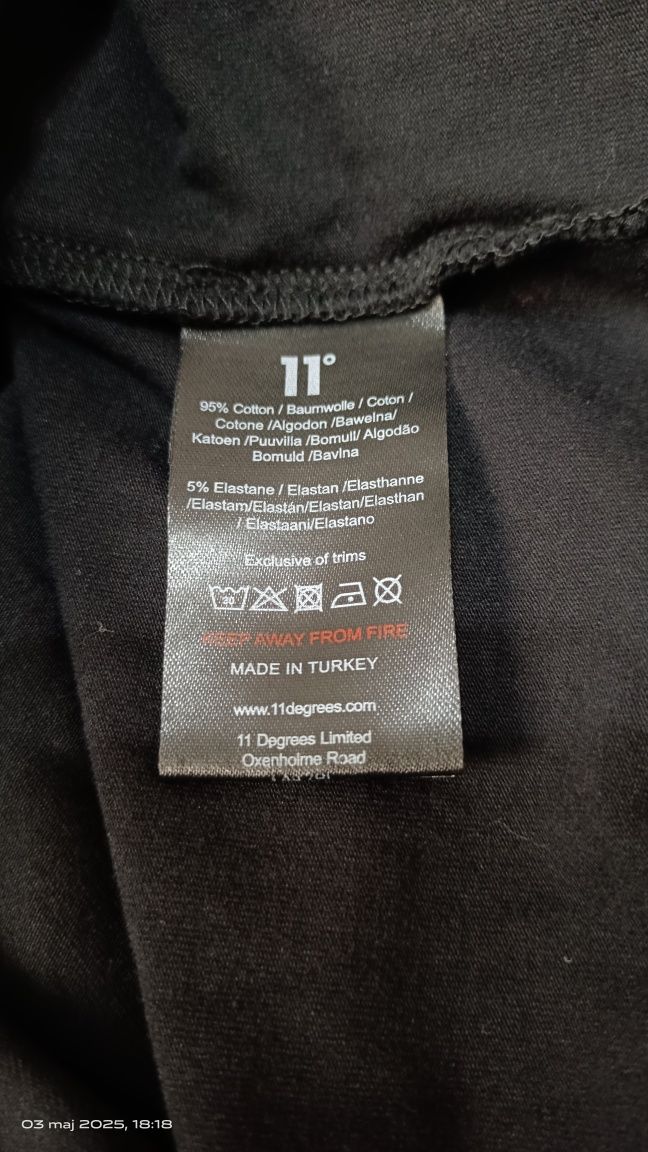 11°
95% Cotton / Baumwolle / Coton /
Cotone /Algodon /Bawelna/
Katoen /Puuvilla /Bomull/ Algodão
Bomuld /Bavlna
5% Elastane / Elastan /Elasthanne
/Elastam/Elastán/Elastan/Elasthan
/ Elastaani/Elastano
Exclusive of trims
KEEP AWAY FROM FIRE
MADE IN TURKEY
www.11degrees.com
11 Degrees Limited
Oxenholme Road
03 maj 2025, 18:18